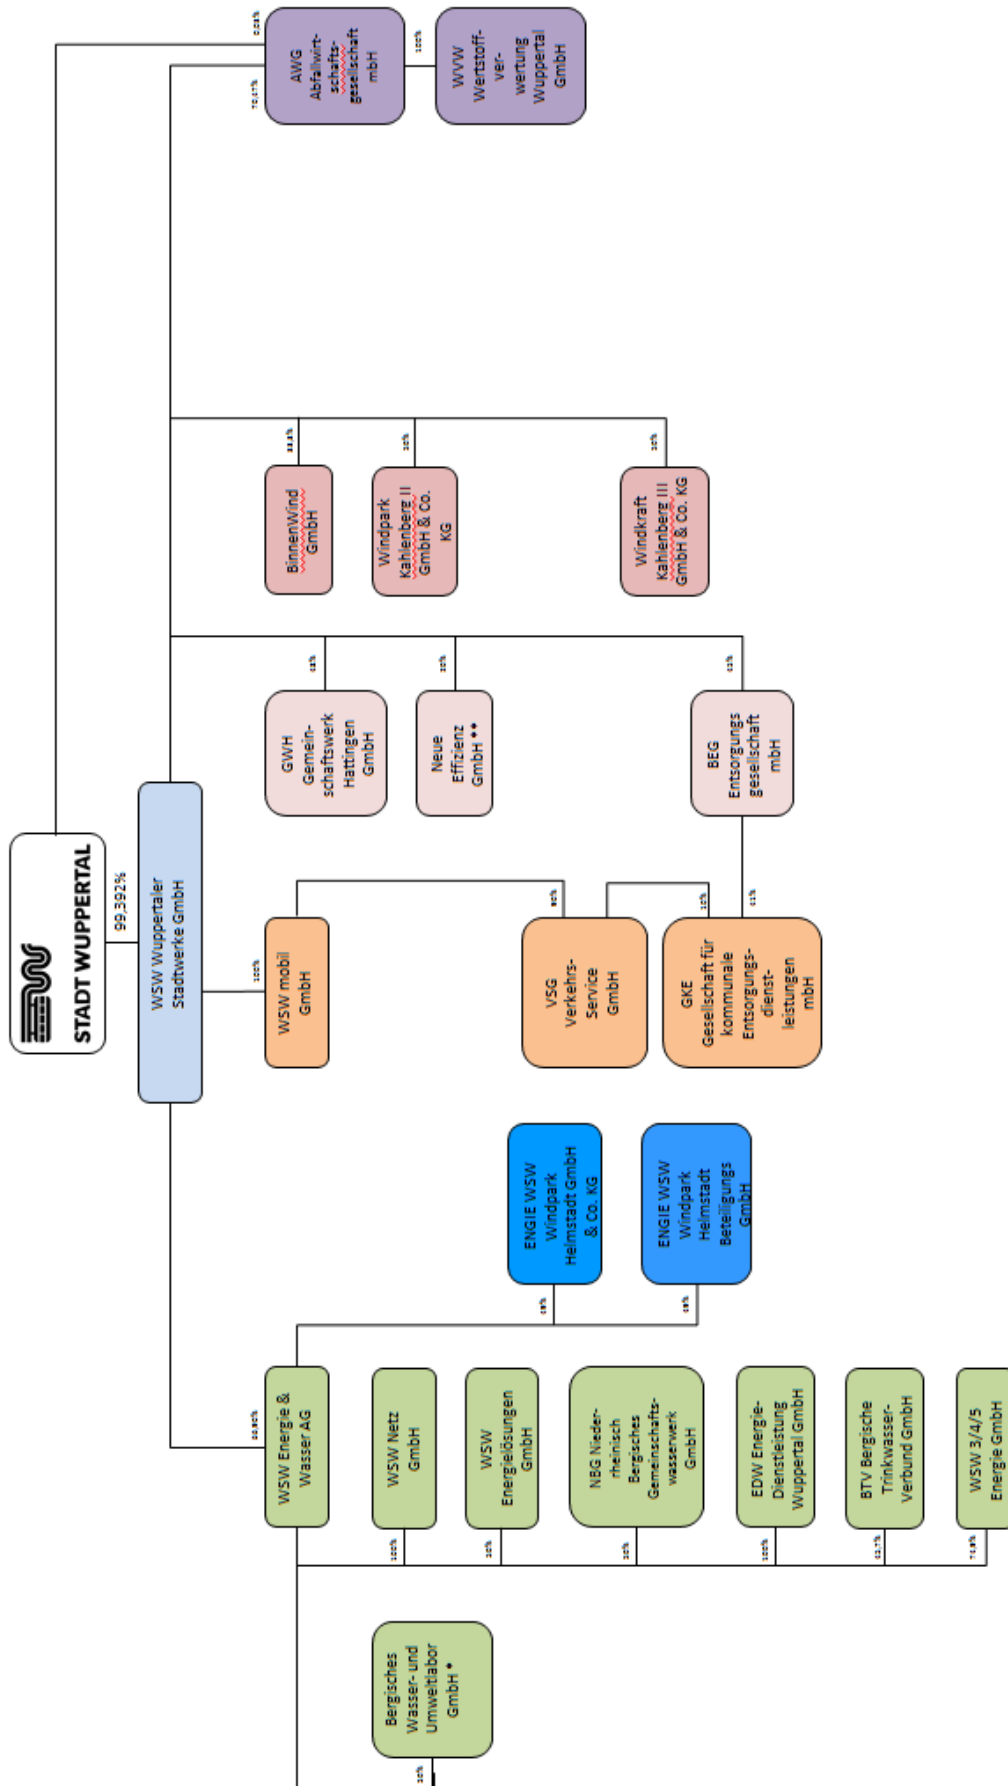 STADT WUPPERTAL
99,392%
WSW Wuppertaler
Stadtwerke GmbH
100%
WSW Energie &
Wasser AG
WSW mobil
GmbH
GWH
Gemein-
schaftswerk
Hattingen
GmbH
BinnenWind
GmbH
AWG
Abfallwirt-
schafts-
gesellschaft
mbH
100%
WVW
Wertstoff-
ver-
wertung
Wuppertal
GmbH
Bergisches
Wasser- und
Umweltlabor
GmbH *
100%
WSW Netz
GmbH
Neue
Effizienz
GmbH **
Windpark
Kahlenberg II
GmbH & Co.
KG
WSW
Energielösungen
GmbH
ENGIE WSW
Windpark
Helmstadt GmbH
& Co. KG
VSG
Verkehrs-
Service
GmbH
NBG Nieder-
rheinisch
Bergisches
Gemeinschafts-
wasserwerk
GmbH
ENGIE WSW
Windpark
Helmstadt
Beteiligungs
GmbH
GKE
Gesellschaft für
kommunale
Entsorgungs-
dienst-
leistungen
mbH
BEG
Entsorgungs
gesellschaft
mbH
Windkraft
Kahlenberg III
GmbH & Co. KG
100%
EDW Energie-
Dienstleistung
Wuppertal GmbH
BTV Bergische
Trinkwasser-
Verbund GmbH
WSW 3/4/5
Energie GmbH